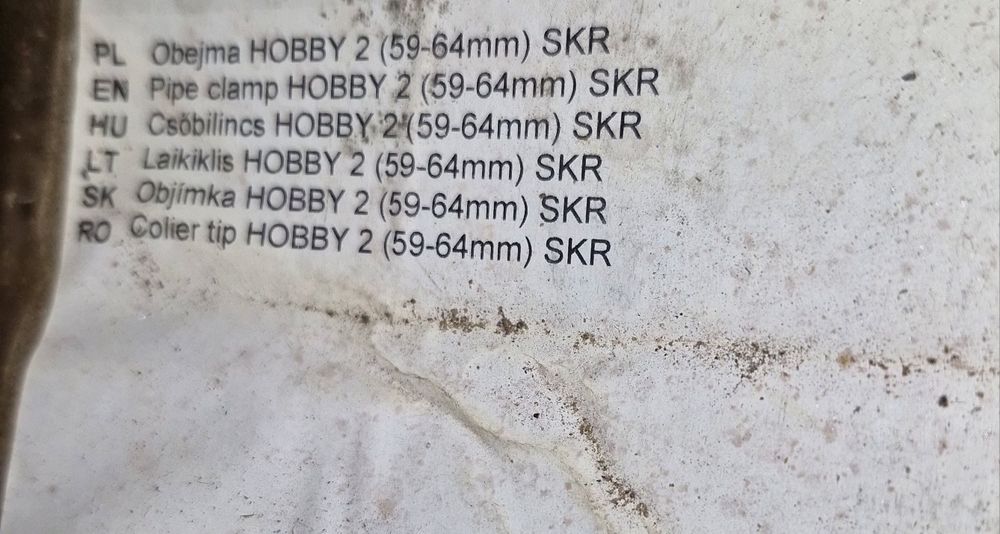 PL Obejma HOBBY 2 (59-64mm) SKR
EN Pipe clamp HOBBY 2 (59-64mm) SKR
HU Csőbilincs HOBBY 2 (59-64mm) SKR
LT Laikiklis HOBBY 2 (59-64mm) SKR
SK Objímka HOBBY 2 (59-64mm) SKR
RO Colier tip HOBBY 2 (59-64mm) SKR